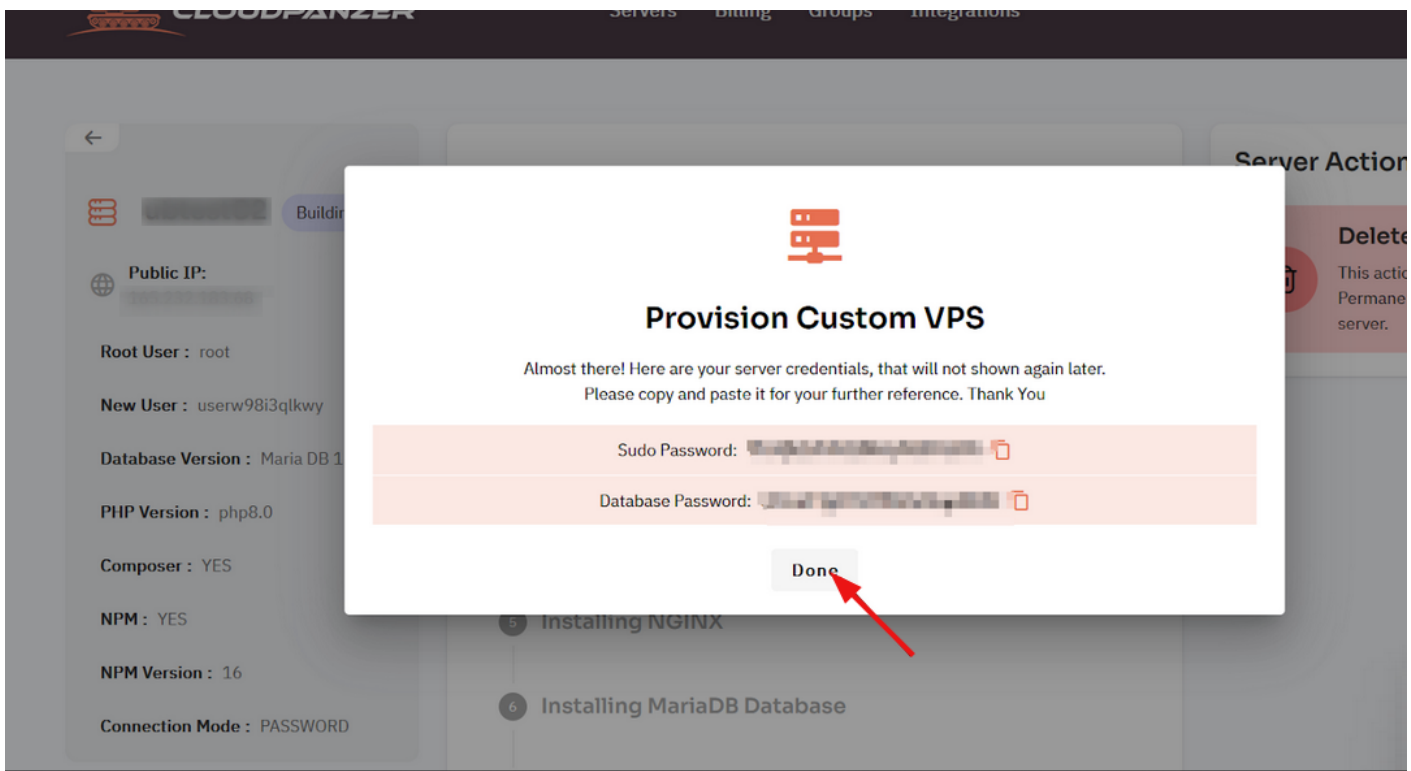 CLOUDPANZER
Servers Billing Groups Integrations
Public IP:
Root User : root
New User : userw98i3qlkwy
Database Version : Maria DB 1
PHP Version : php8.0
Composer : YES
NPM : YES
NPM Version : 16
Connection Mode : PASSWORD
Provision Custom VPS
Almost there! Here are your server credentials, that will not shown again later.
Please copy and paste it for your further reference. Thank You
Sudo Password:
Database Password:
Done
5 Installing NGINX
6 Installing MariaDB Database
Server Action
Delete
This actio
Permane
server.